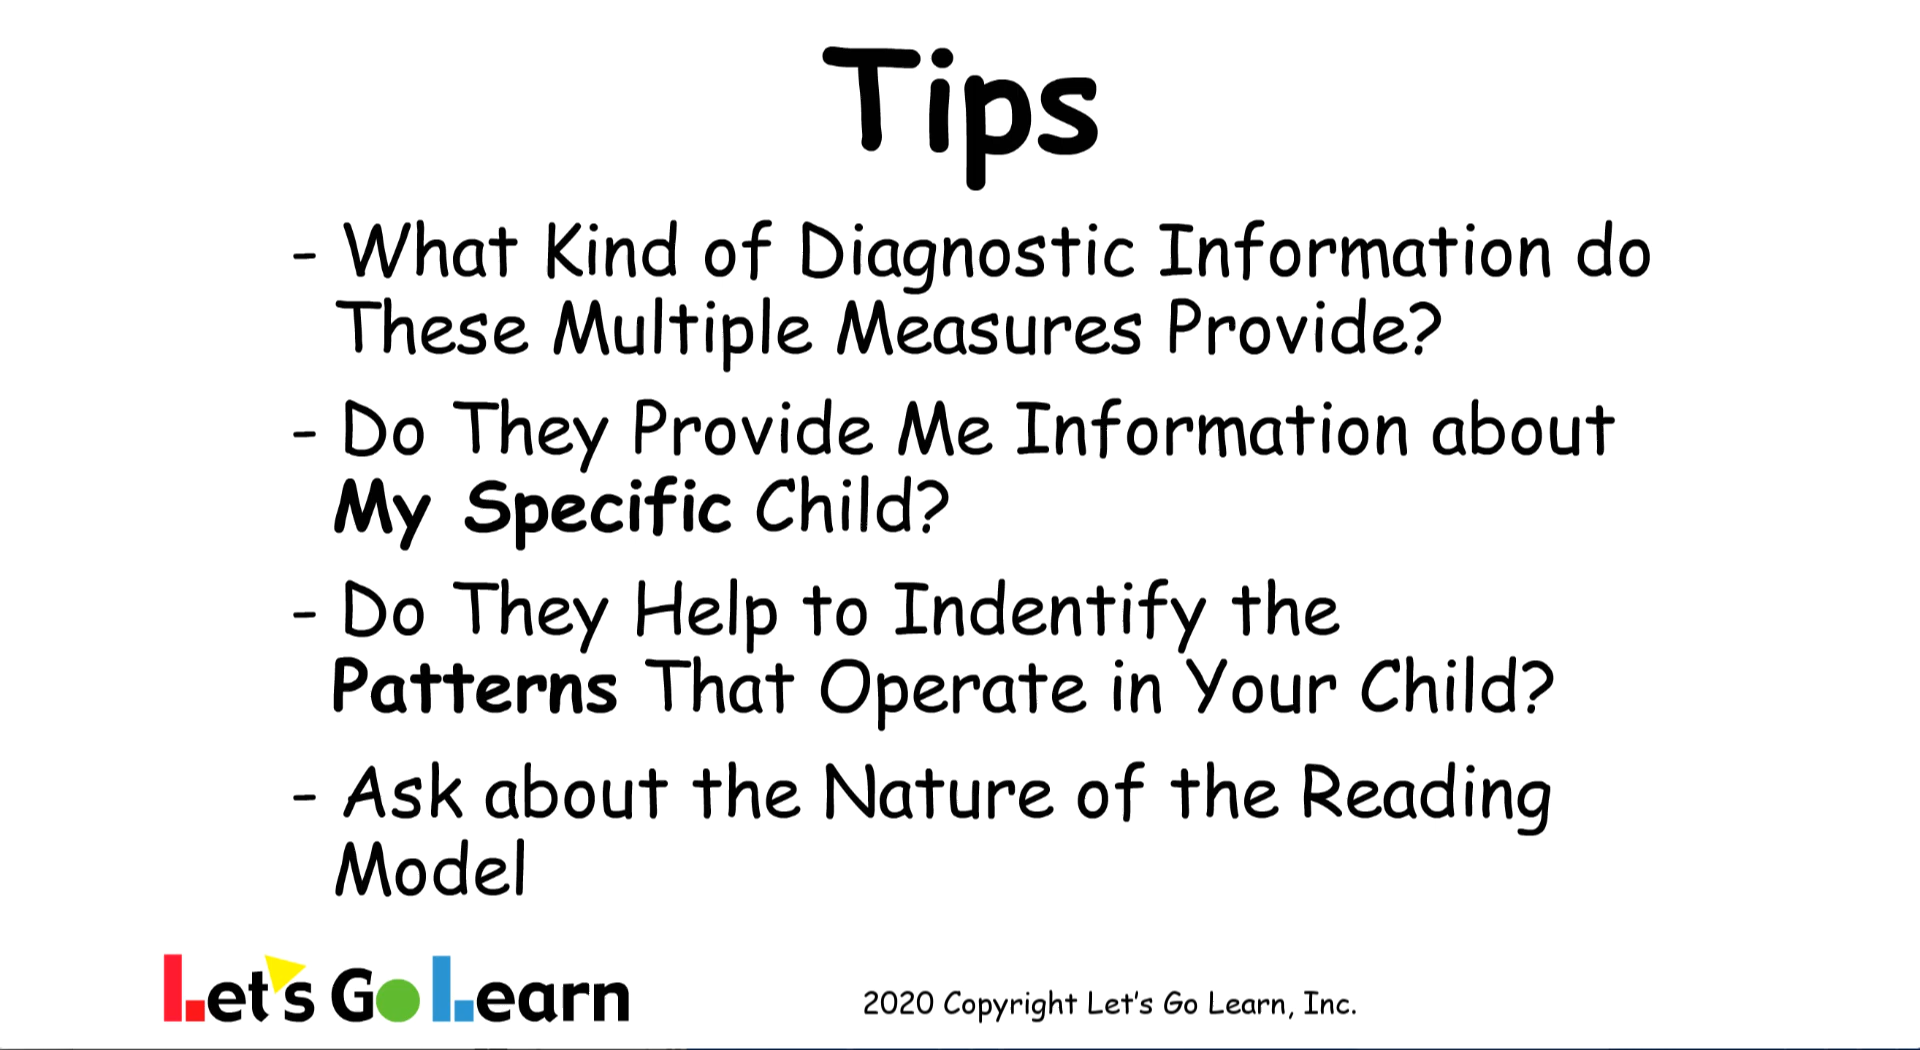 Tips
- What Kind of Diagnostic Information do
These Multiple Measures Provide?
- Do They Provide Me Information about
My Specific Child?
- Do They Help to Indentify the
Patterns That Operate in Your Child?
- Ask about the Nature of the Reading
Model
Let's Go Learn
2020 Copyright Let's Go Learn, Inc.